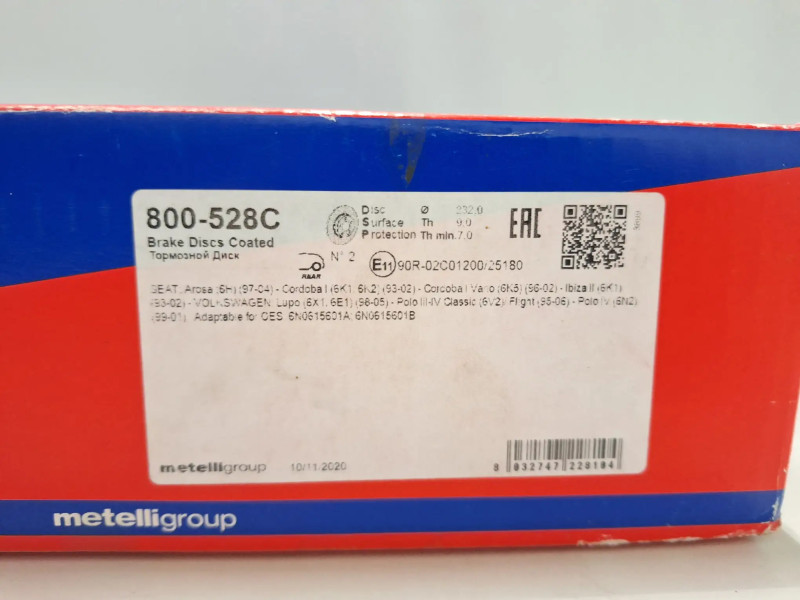 800-528C
Brake Discs Coated
Тормозной Диск
Disc Ø 232,0
Surface Th 9.0
Protection Th min. 7.0
EAC
REAR N° 2
E11 90R-02C01200/25180
SEAT: Arosa (6H) (97-04) - Cordoba I (6K1, 6K2) (93-02) - Cordoba I Vario (6K5) (96-02) - Ibiza II (6K1)
(93-02) - VOLKSWAGEN: Lupo (6X1, 6E1) (98-05) - Polo III-IV Classic (6V2)/ Flight (95-06) - Polo IV (6N2)
(99-01) Adaptable for OES: 6N0615601A; 6N0615601B
metelligroup 10/11/2020
8 032747 228104
metelligroup